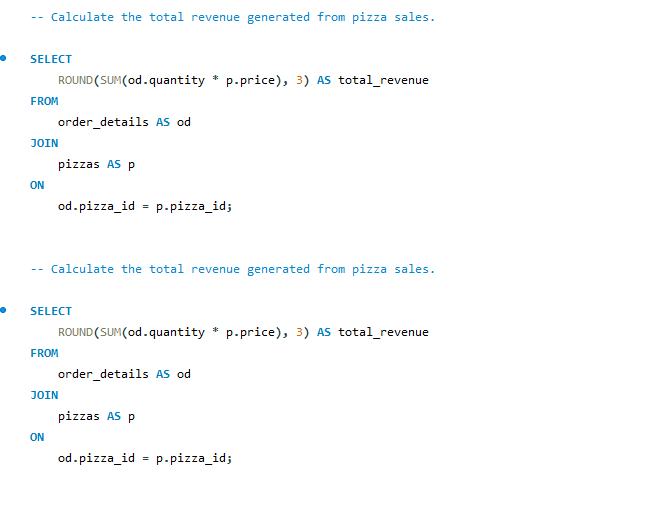 -- Calculate the total revenue generated from pizza sales.
SELECT
ROUND(SUM(od.quantity * p.price), 3) AS total_revenue
FROM
order_details AS od
JOIN
pizzas AS p
ON
od.pizza_id = p.pizza_id;
-- Calculate the total revenue generated from pizza sales.
SELECT
ROUND(SUM(od.quantity * p.price), 3) AS total_revenue
FROM
order_details AS od
JOIN
pizzas AS p
ON
od.pizza_id = p.pizza_id;